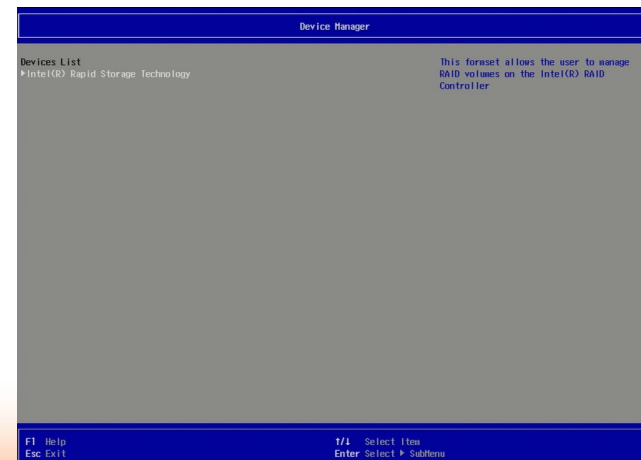 Device Manager
Devices List
▶Intel(R) Rapid Storage Technology
This formset allows the user to manage
RAID volumes on the Intel(R) RAID
Controller
F1 Help
Esc Exit
↑/↓ Select Item
Enter Select ▶ SubMenu